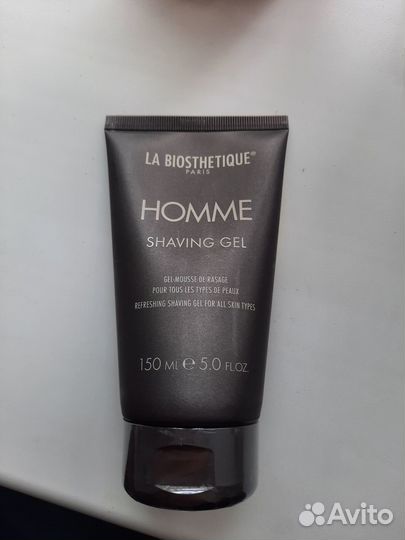 LA BIOSTHETIQUE®
PARIS
HOMME
SHAVING GEL
GEL-MOUSSE DE RASAGE
POUR TOUS LES TYPES DE PEAUX
REFRESHING SHAVING GEL FOR ALL SKIN TYPES
150 ML ℮ 5.0 FL.OZ.
Avito